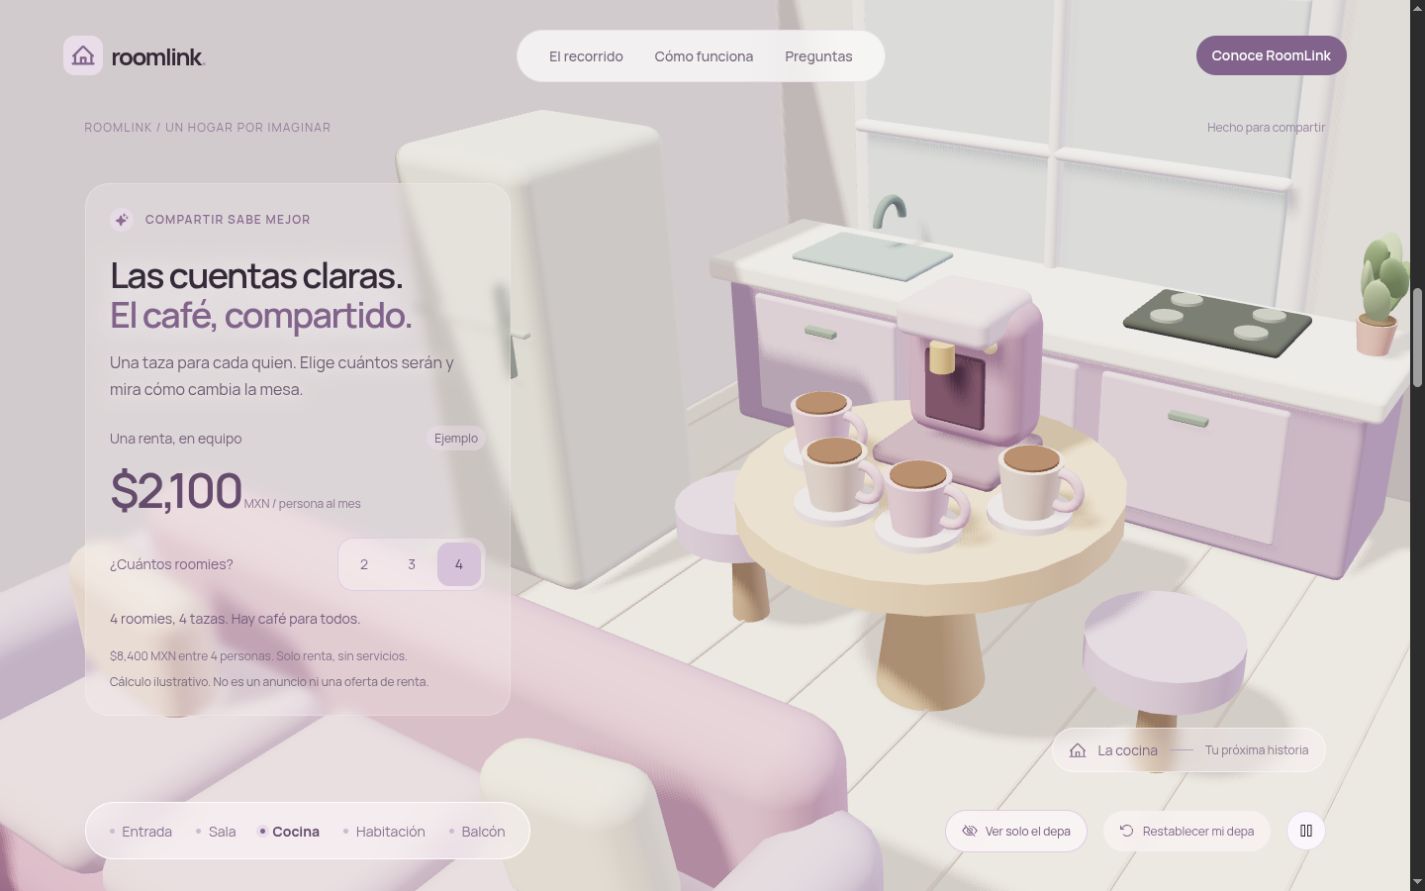 roomlink.
El recorrido
Cómo funciona
Preguntas
Conoce RoomLink
ROOMLINK / UN HOGAR POR IMAGINAR
Hecho para compartir
COMPARTIR SABE MEJOR
Las cuentas claras.
El café, compartido.
Una taza para cada quien. Elige cuántos serán y
mira cómo cambia la mesa.
Una renta, en equipo
Ejemplo
$2,100 MXN / persona al mes
¿Cuántos roomies?
2 3 4
4 roomies, 4 tazas. Hay café para todos.
$8,400 MXN entre 4 personas. Solo renta, sin servicios.
Cálculo ilustrativo. No es un anuncio ni una oferta de renta.
La cocina — Tu próxima historia
Entrada
Sala
Cocina
Habitación
Balcón
Ver solo el depa
Restablecer mi depa